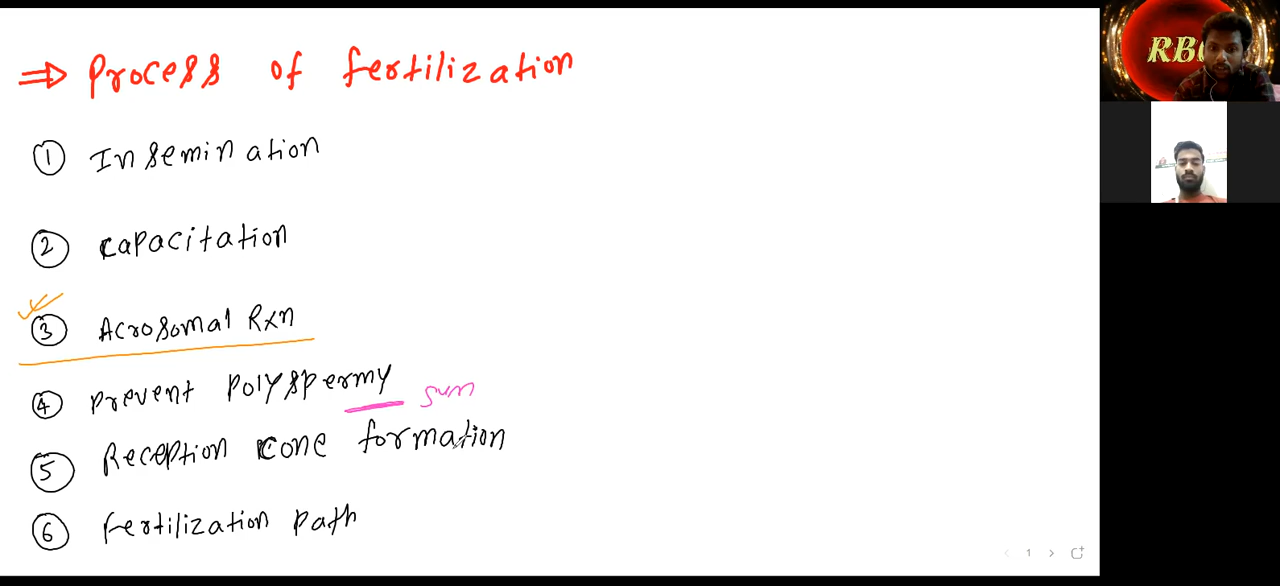 ⇒ Process of fertilization
① Insemination
② Capacitation
③ Acrosomal Rxn
④ Prevent Polyspermy sum
⑤ Reception cone formation
⑥ Fertilization Path
1